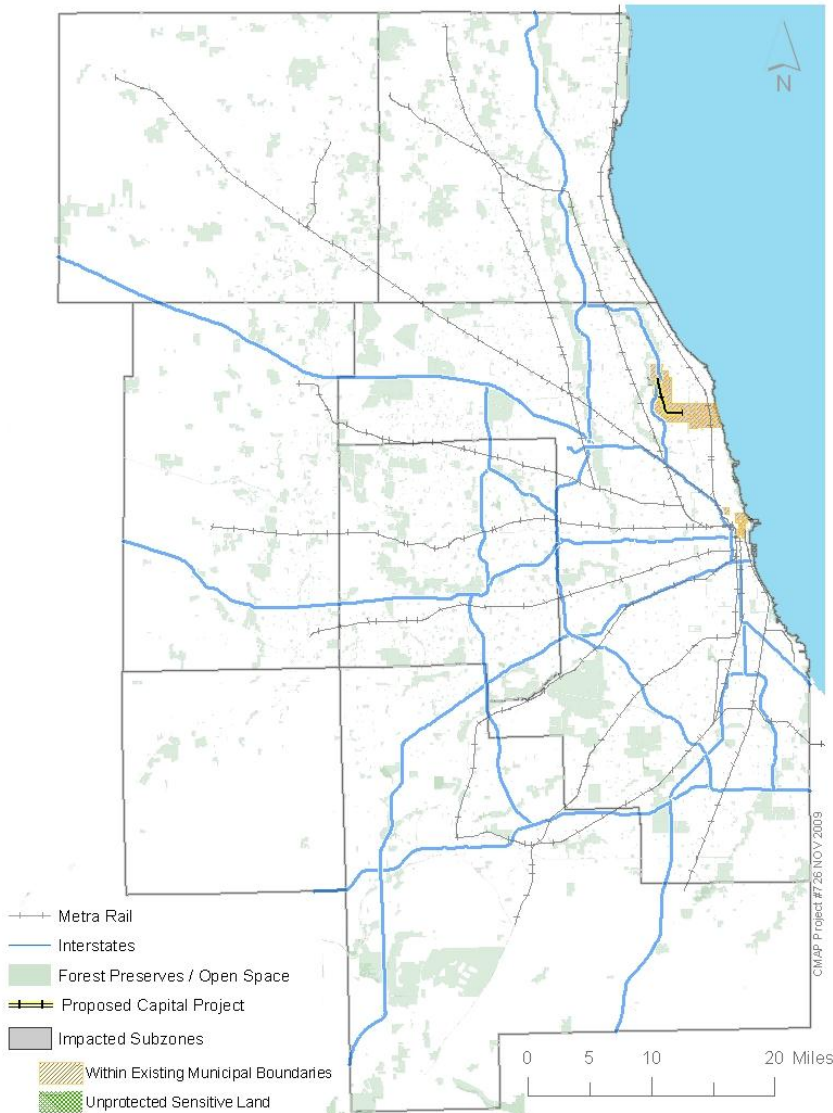 N
Metra Rail
Interstates
Forest Preserves / Open Space
Proposed Capital Project
Impacted Subzones
Within Existing Municipal Boundaries
Unprotected Sensitive Land
0 5 10 20 Miles
CMAP Project #726 NOV 2009